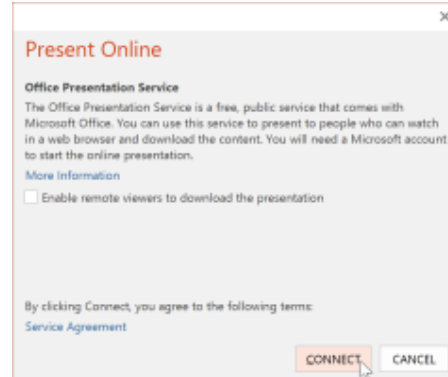 Present Online
Office Presentation Service
The Office Presentation Service is a free, public service that comes with
Microsoft Office. You can use this service to present to people who can watch
in a web browser and download the content. You will need a Microsoft account
to start the online presentation.
More Information
Enable remote viewers to download the presentation
By clicking Connect, you agree to the following terms:
Service Agreement
CONNECT CANCEL